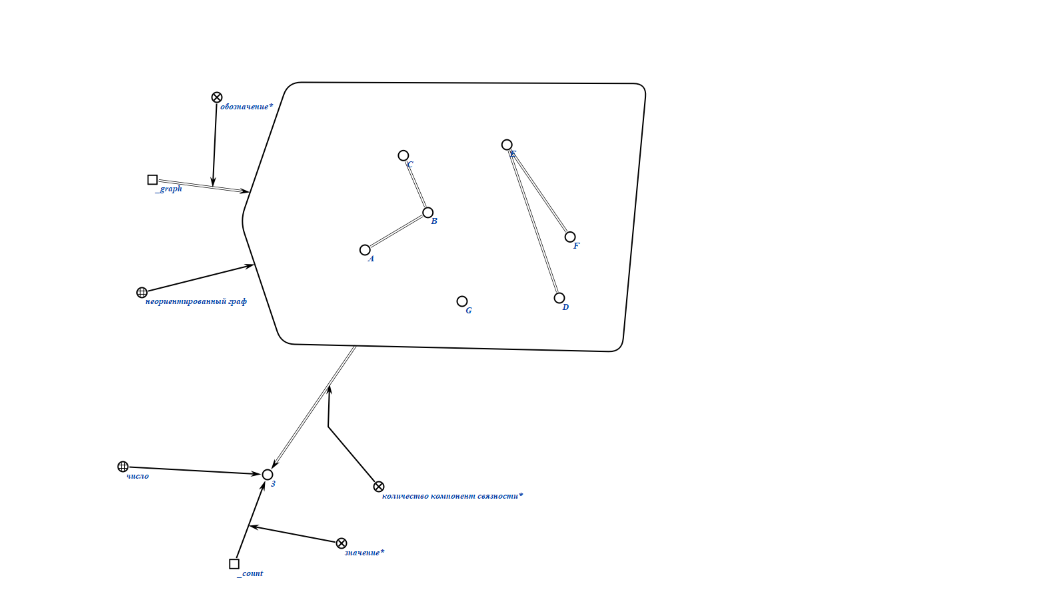 обозначение*
C
E
_graph
B
F
A
неориентированный граф
G
D
число
3
количество компонент связности*
значение*
_count